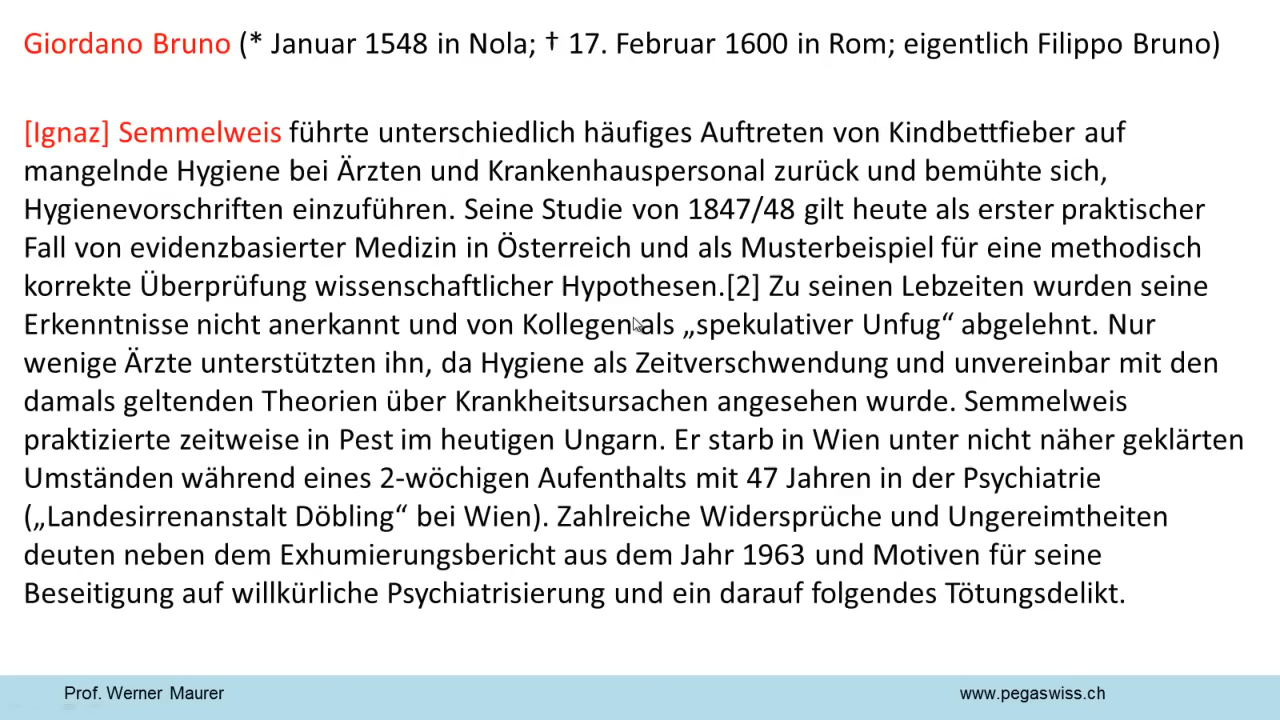 Giordano Bruno (* Januar 1548 in Nola; † 17. Februar 1600 in Rom; eigentlich Filippo Bruno)
[Ignaz] Semmelweis führte unterschiedlich häufiges Auftreten von Kindbettfieber auf
mangelnde Hygiene bei Ärzten und Krankenhauspersonal zurück und bemühte sich,
Hygienevorschriften einzuführen. Seine Studie von 1847/48 gilt heute als erster praktischer
Fall von evidenzbasierter Medizin in Österreich und als Musterbeispiel für eine methodisch
korrekte Überprüfung wissenschaftlicher Hypothesen.[2] Zu seinen Lebzeiten wurden seine
Erkenntnisse nicht anerkannt und von Kollegen als „spekulativer Unfug“ abgelehnt. Nur
wenige Ärzte unterstützten ihn, da Hygiene als Zeitverschwendung und unvereinbar mit den
damals geltenden Theorien über Krankheitsursachen angesehen wurde. Semmelweis
praktizierte zeitweise in Pest im heutigen Ungarn. Er starb in Wien unter nicht näher geklärten
Umständen während eines 2-wöchigen Aufenthalts mit 47 Jahren in der Psychiatrie
(„Landesirrenanstalt Döbling“ bei Wien). Zahlreiche Widersprüche und Ungereimtheiten
deuten neben dem Exhumierungsbericht aus dem Jahr 1963 und Motiven für seine
Beseitigung auf willkürliche Psychiatrisierung und ein darauf folgendes Tötungsdelikt.
Prof. Werner Maurer
www.pegaswiss.ch